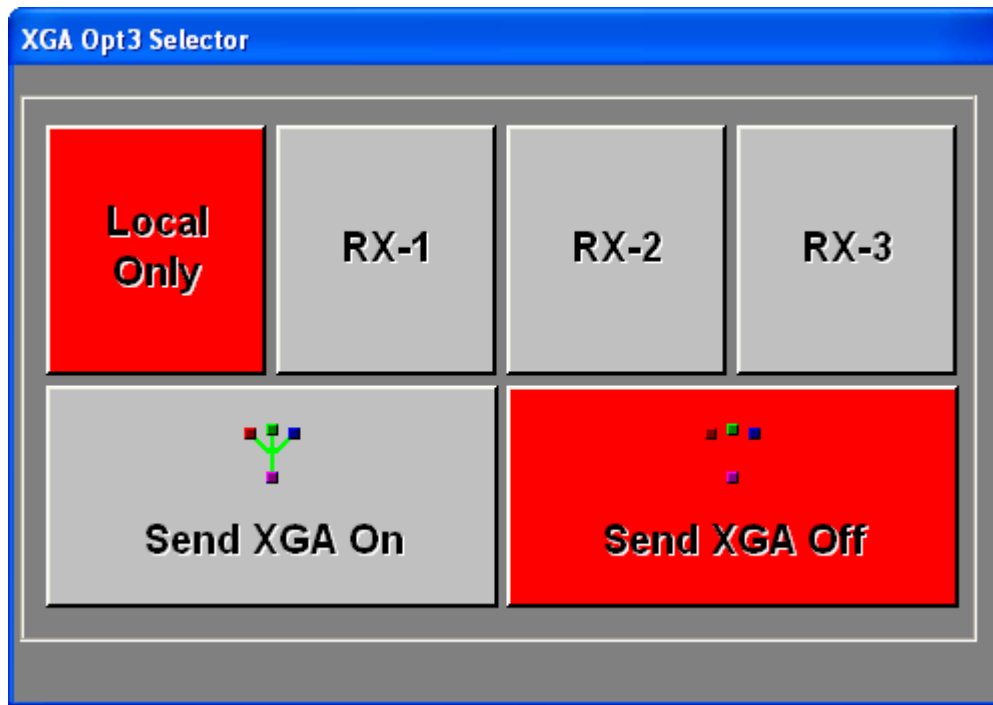 XGA Opt3 Selector
Local
Only
RX-1
RX-2
RX-3
Send XGA On
Send XGA Off